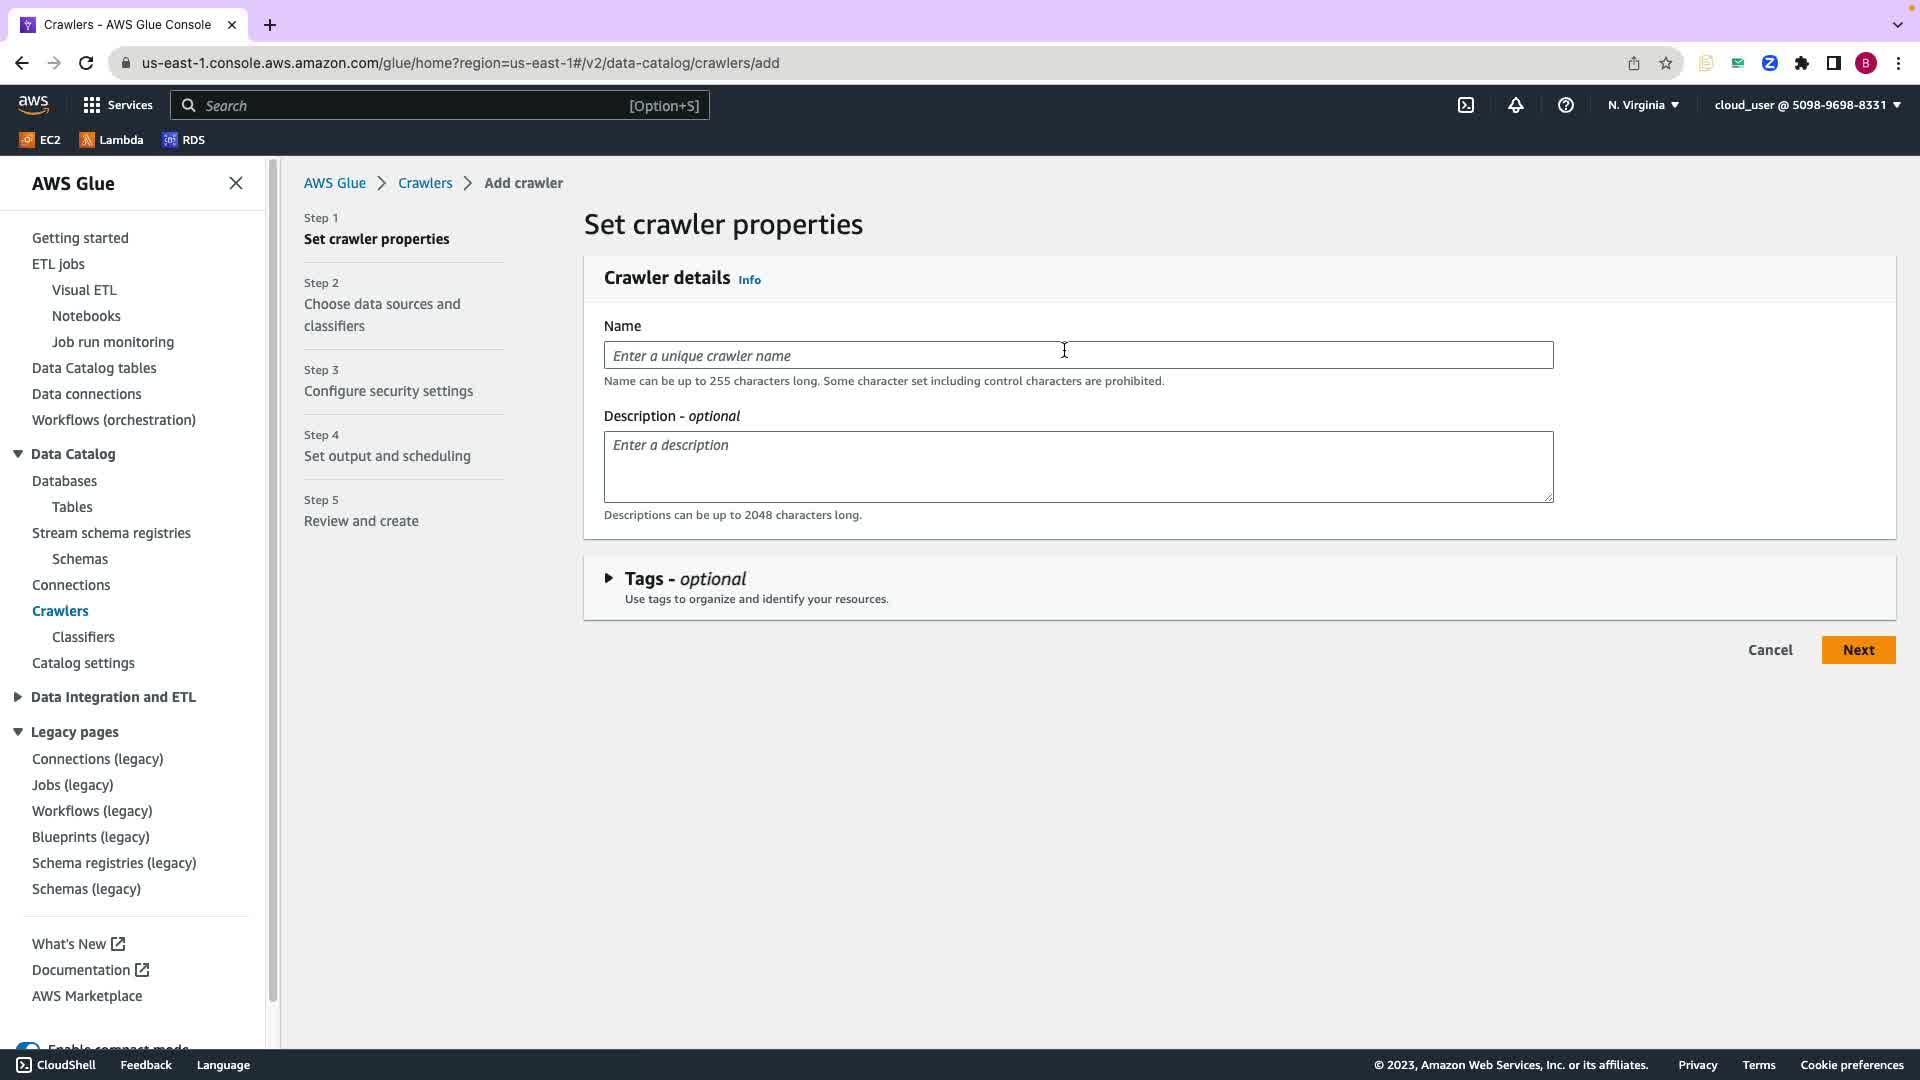 Crawlers - AWS Glue Console
us-east-1.console.aws.amazon.com/glue/home?region=us-east-1#/v2/data-catalog/crawlers/add
B
aws
Services
Search
[Option+S]
N. Virginia
cloud_user @ 5098-9698-8331
EC2
Lambda
RDS
AWS Glue
Getting started
ETL jobs
Visual ETL
Notebooks
Job run monitoring
Data Catalog tables
Data connections
Workflows (orchestration)
Data Catalog
Databases
Tables
Stream schema registries
Schemas
Connections
Crawlers
Classifiers
Catalog settings
Data Integration and ETL
Legacy pages
Connections (legacy)
Jobs (legacy)
Workflows (legacy)
Blueprints (legacy)
Schema registries (legacy)
Schemas (legacy)
What's New
Documentation
AWS Marketplace
Enable compact mode
AWS Glue > Crawlers > Add crawler
Step 1
Set crawler properties
Step 2
Choose data sources and
classifiers
Step 3
Configure security settings
Step 4
Set output and scheduling
Step 5
Review and create
Set crawler properties
Crawler details Info
Name
Enter a unique crawler name
Name can be up to 255 characters long. Some character set including control characters are prohibited.
Description - optional
Enter a description
Descriptions can be up to 2048 characters long.
Tags - optional
Use tags to organize and identify your resources.
Cancel
Next
CloudShell
Feedback
Language
© 2023, Amazon Web Services, Inc. or its affiliates.
Privacy
Terms
Cookie preferences